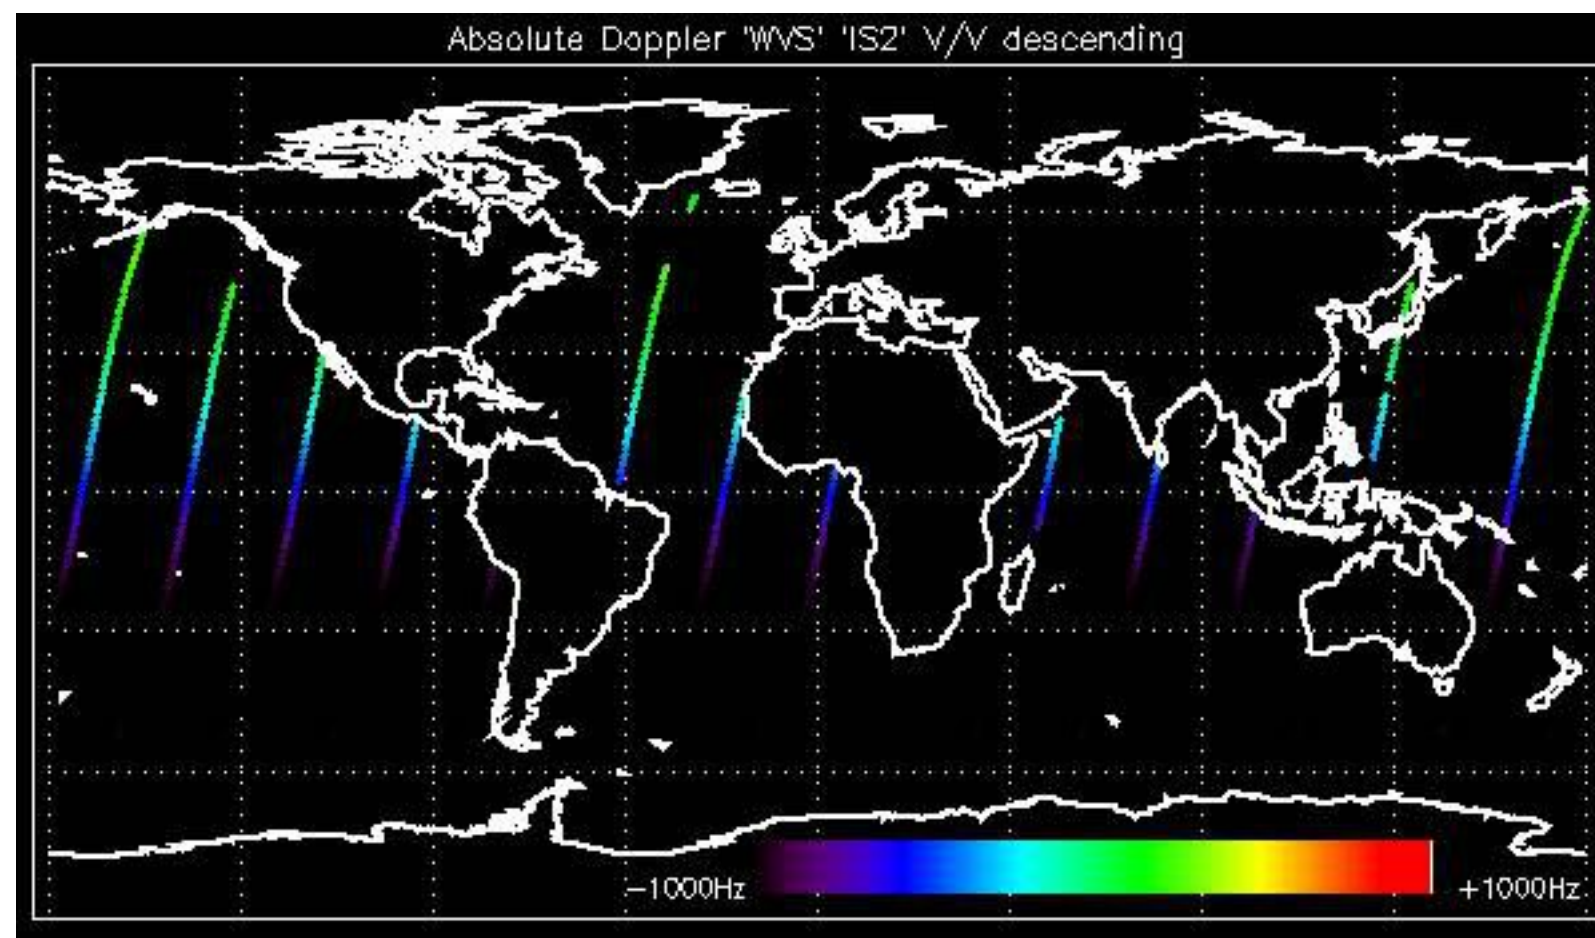 Absolute Doppler 'WVS' 'IS2' V/V descending
−1000Hz
+1000Hz